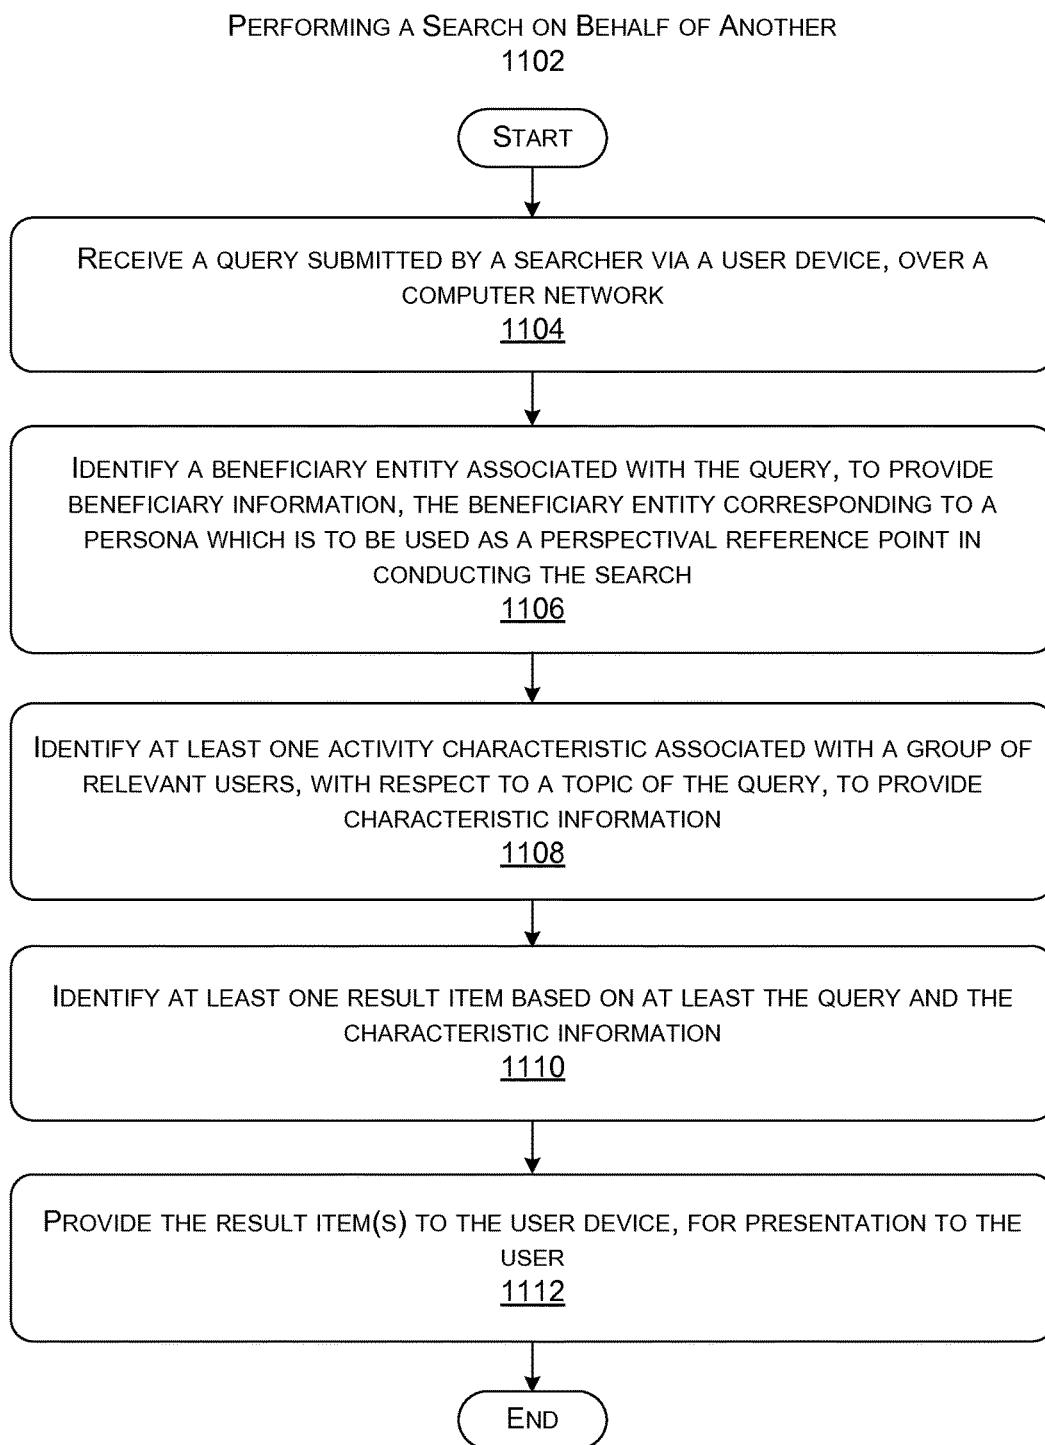 PERFORMING A SEARCH ON BEHALF OF ANOTHER
1102
START
RECEIVE A QUERY SUBMITTED BY A SEARCHER VIA A USER DEVICE, OVER A
COMPUTER NETWORK
1104
IDENTIFY A BENEFICIARY ENTITY ASSOCIATED WITH THE QUERY, TO PROVIDE
BENEFICIARY INFORMATION, THE BENEFICIARY ENTITY CORRESPONDING TO A
PERSONA WHICH IS TO BE USED AS A PERSPECTIVAL REFERENCE POINT IN
CONDUCTING THE SEARCH
1106
IDENTIFY AT LEAST ONE ACTIVITY CHARACTERISTIC ASSOCIATED WITH A GROUP OF
RELEVANT USERS, WITH RESPECT TO A TOPIC OF THE QUERY, TO PROVIDE
CHARACTERISTIC INFORMATION
1108
IDENTIFY AT LEAST ONE RESULT ITEM BASED ON AT LEAST THE QUERY AND THE
CHARACTERISTIC INFORMATION
1110
PROVIDE THE RESULT ITEM(S) TO THE USER DEVICE, FOR PRESENTATION TO THE
USER
1112
END